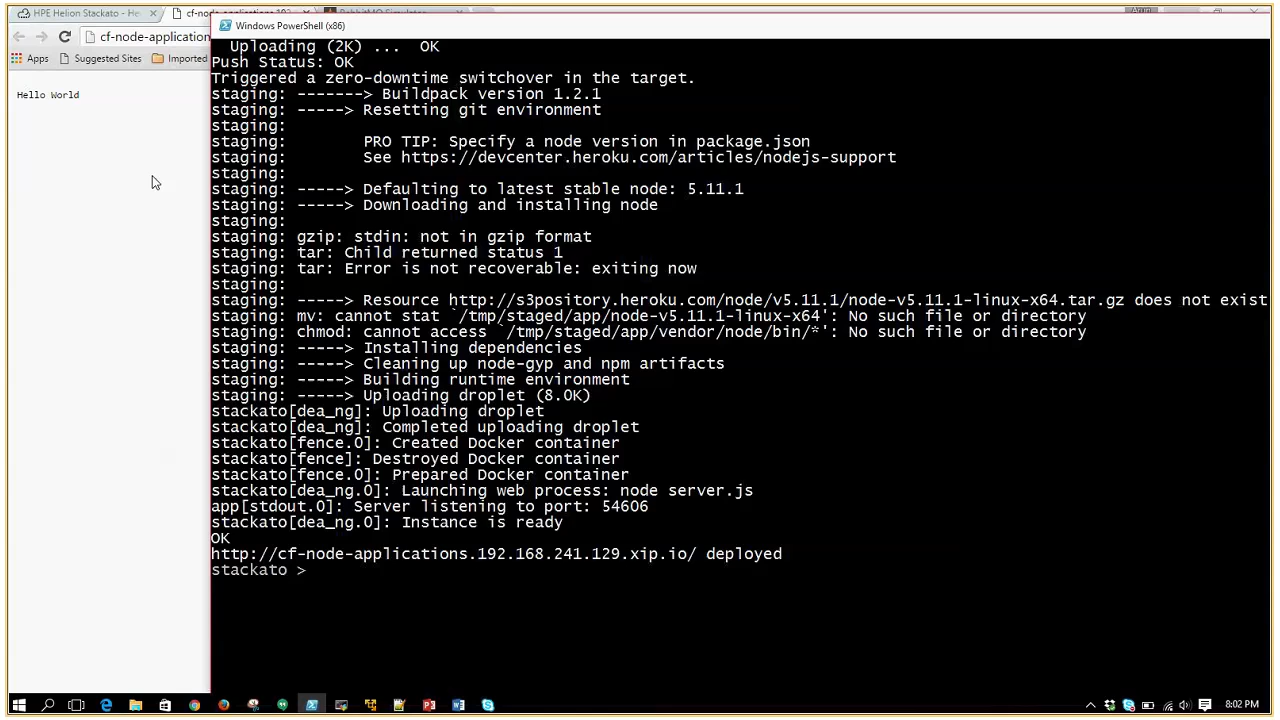 HPE Helion Stackato - He
cf-node-applications.192
RabbitMQ Simulator
cf-node-application
Apps
Suggested Sites
Imported
Hello World
Windows PowerShell (x86)
Uploading (2K) ...  OK
Push Status: OK
Triggered a zero-downtime switchover in the target.
staging: -------> Buildpack version 1.2.1
staging: -----> Resetting git environment
staging:
staging:        PRO TIP: Specify a node version in package.json
staging:        See https://devcenter.heroku.com/articles/nodejs-support
staging:
staging: -----> Defaulting to latest stable node: 5.11.1
staging: -----> Downloading and installing node
staging:
staging: gzip: stdin: not in gzip format
staging: tar: Child returned status 1
staging: tar: Error is not recoverable: exiting now
staging:
staging: -----> Resource http://s3pository.heroku.com/node/v5.11.1/node-v5.11.1-linux-x64.tar.gz does not exist
staging: mv: cannot stat `/tmp/staged/app/node-v5.11.1-linux-x64': No such file or directory
staging: chmod: cannot access `/tmp/staged/app/vendor/node/bin/*': No such file or directory
staging: -----> Installing dependencies
staging: -----> Cleaning up node-gyp and npm artifacts
staging: -----> Building runtime environment
staging: -----> Uploading droplet (8.0K)
stackato[dea_ng]: Uploading droplet
stackato[dea_ng]: Completed uploading droplet
stackato[fence.0]: Created Docker container
stackato[fence]: Destroyed Docker container
stackato[fence.0]: Prepared Docker container
stackato[dea_ng.0]: Launching web process: node server.js
app[stdout.0]: Server listening to port: 54606
stackato[dea_ng.0]: Instance is ready
OK
http://cf-node-applications.192.168.241.129.xip.io/ deployed
stackato >
8:02 PM